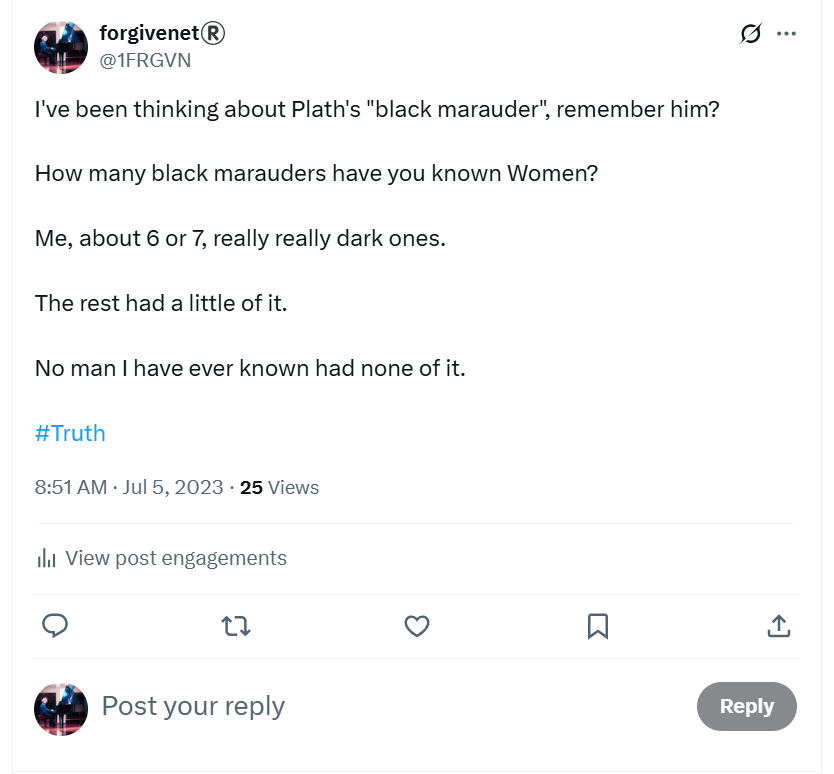 forgivenet®
@1FRGVN
I've been thinking about Plath's "black marauder", remember him?
How many black marauders have you known Women?
Me, about 6 or 7, really really dark ones.
The rest had a little of it.
No man I have ever known had none of it.
#Truth
8:51 AM · Jul 5, 2023 · 25 Views
View post engagements
Post your reply
Reply